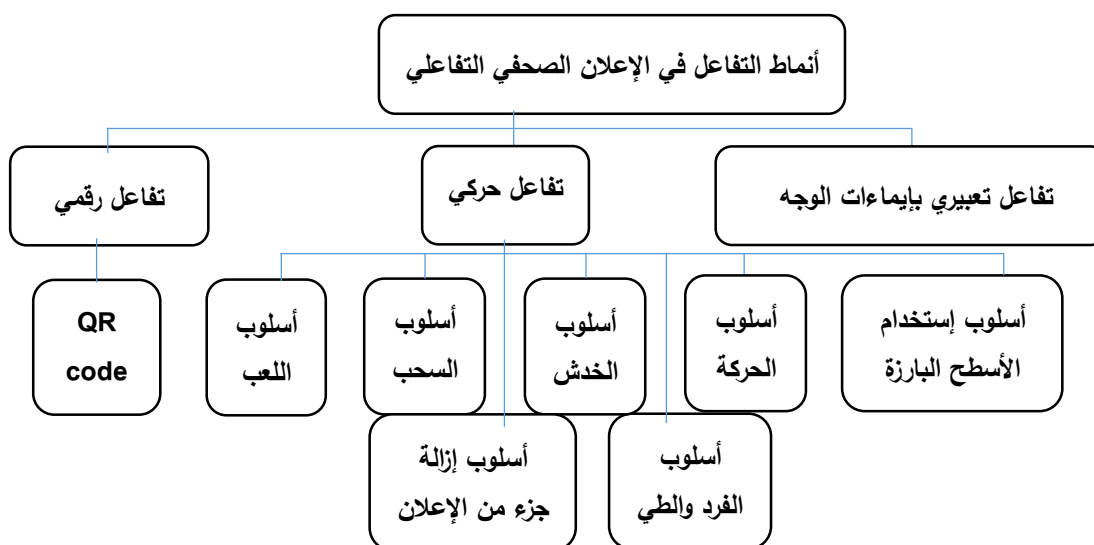 أنماط التفاعل في الإعلان الصحفي التفاعلي
تفاعل تعبيري بإيماءات الوجه
تفاعل حركي
تفاعل رقمي
أسلوب إستخدام
الأسطح البارزة
أسلوب
الحركة
أسلوب
الخدش
أسلوب
السحب
أسلوب
اللعب
QR
code
أسلوب
الفرد والطي
أسلوب إزالة
جزء من الإعلان